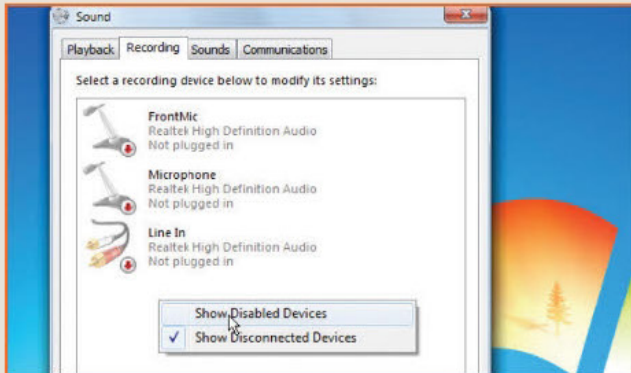 Sound
Playback Recording Sounds Communications
Select a recording device below to modify its settings:
FrontMic
Realtek High Definition Audio
Not plugged in
Microphone
Realtek High Definition Audio
Not plugged in
Line In
Realtek High Definition Audio
Not plugged in
Show Disabled Devices
Show Disconnected Devices